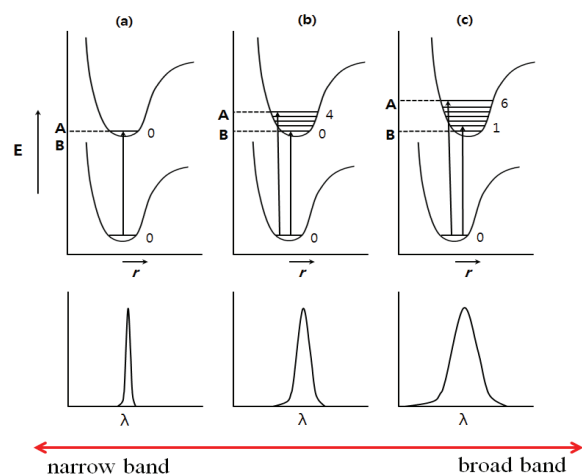 (a) (b) (c)
A 4 A 6
A 0 B 0 B 1
B
E
0 0 0
r r r
λ λ λ
narrow band broad band